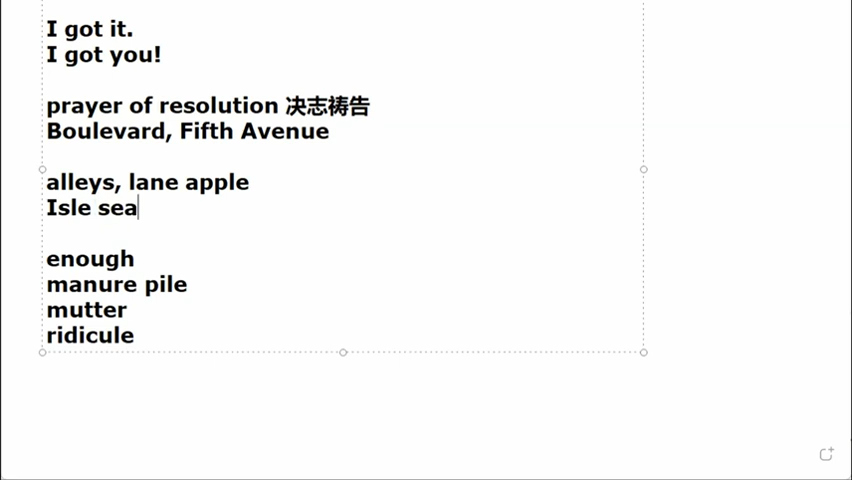 I got it.
I got you!
prayer of resolution 决志祷告
Boulevard, Fifth Avenue
alleys, lane apple
Isle sea
enough
manure pile
mutter
ridicule